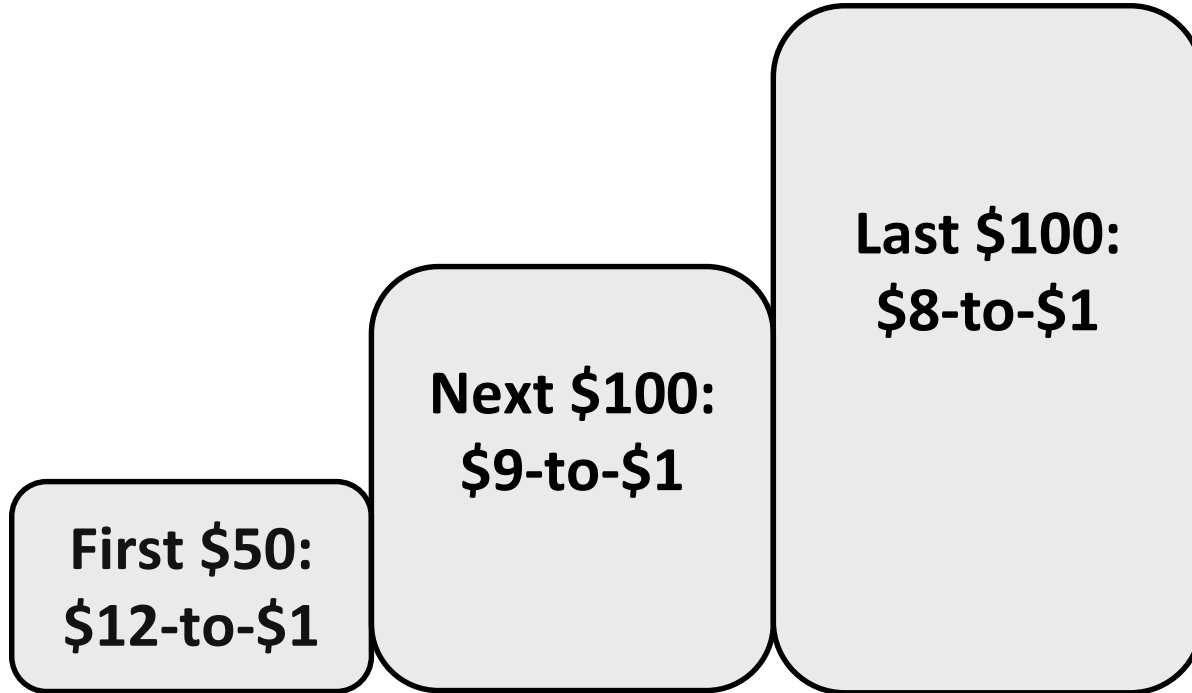 First $50:
$12-to-$1
Next $100:
$9-to-$1
Last $100:
$8-to-$1